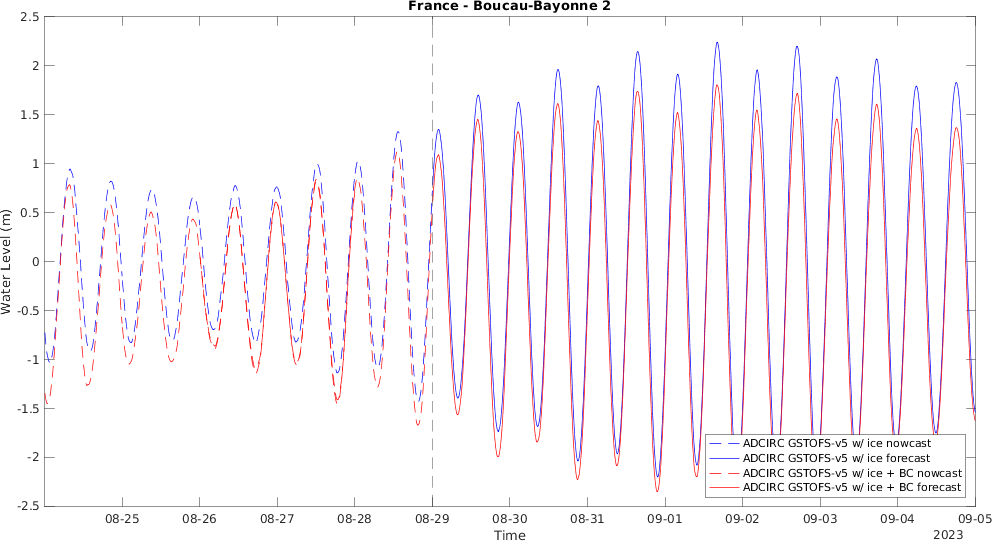 France - Boucau-Bayonne 2
Water Level (m)
2.5
2
1.5
1
0.5
0
-0.5
-1
-1.5
-2
-2.5
ADCIRC GSTOFS-v5 w/ ice nowcast
ADCIRC GSTOFS-v5 w/ ice forecast
ADCIRC GSTOFS-v5 w/ ice + BC nowcast
ADCIRC GSTOFS-v5 w/ ice + BC forecast
08-25 08-26 08-27 08-28 08-29 08-30 08-31 09-01 09-02 09-03 09-04 09-05
Time
2023